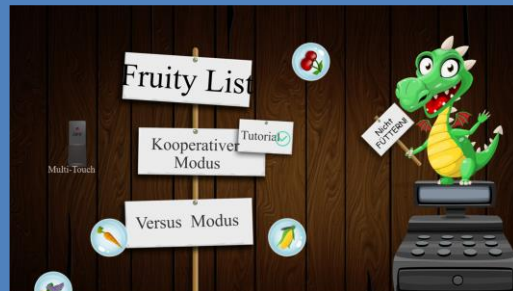 Fruity List
Tutorial
Kooperativer
Modus
Nicht
FÜTTERN!
Multi-Touch
Versus Modus